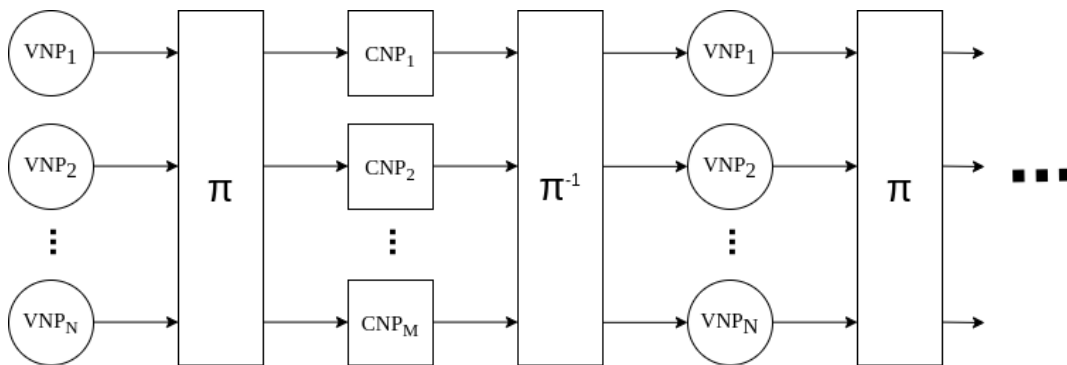 VNP1 CNP1 VNP1
VNP2 CNP2 VNP2
π π-1 π
VNPN CNPM VNPN